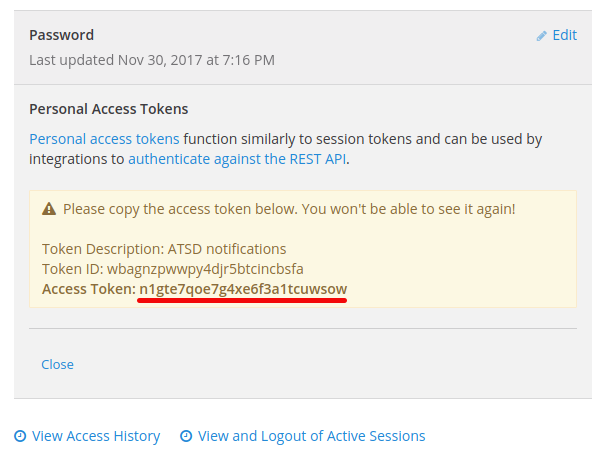 Password
Edit
Last updated Nov 30, 2017 at 7:16 PM
Personal Access Tokens
Personal access tokens function similarly to session tokens and can be used by
integrations to authenticate against the REST API.
Please copy the access token below. You won't be able to see it again!
Token Description: ATSD notifications
Token ID: wbagnzpwwpy4djr5btcincbsfa
Access Token: n1gte7qoe7g4xe6f3a1tcuwsow
Close
View Access History
View and Logout of Active Sessions